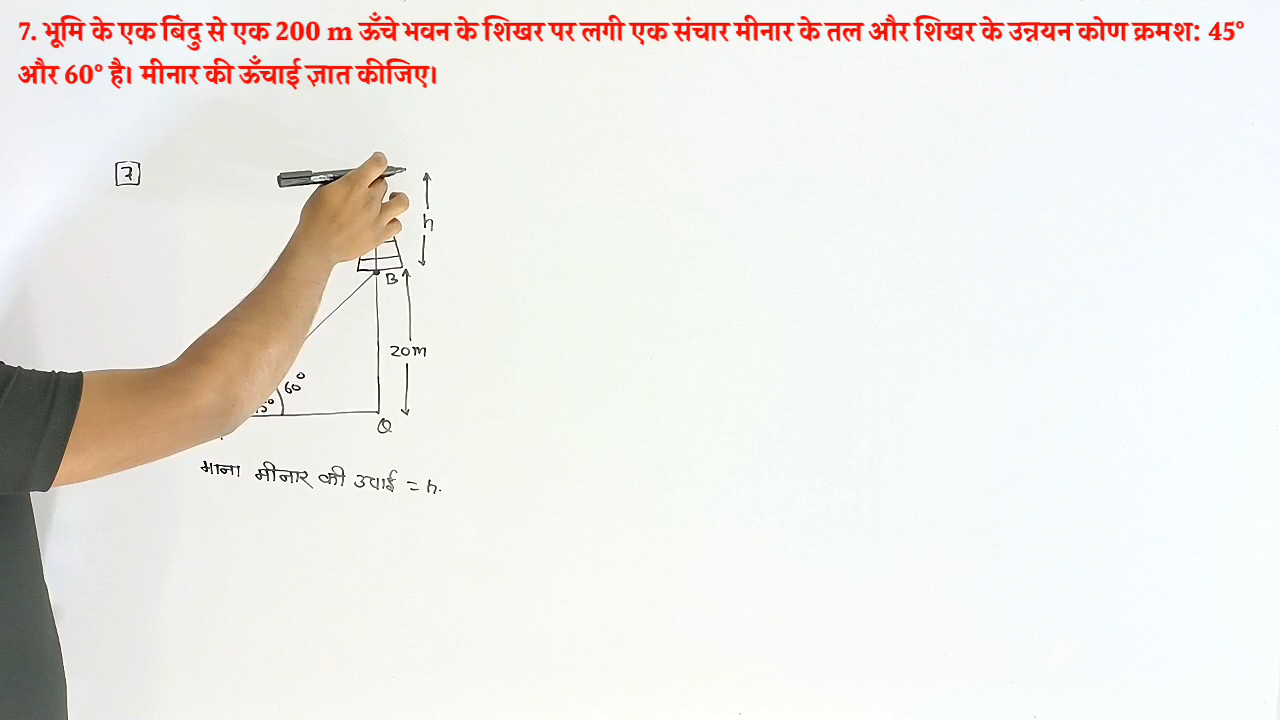 7. भूमि के एक बिंदु से एक 200 m ऊँचे भवन के शिखर पर लगी एक संचार मीनार के तल और शिखर के उन्नयन कोण क्रमश: 45°
और 60° है। मीनार की ऊँचाई ज्ञात कीजिए।
7
h
B
20m
60°
5°
Q
माना मीनार की उचाई = h.